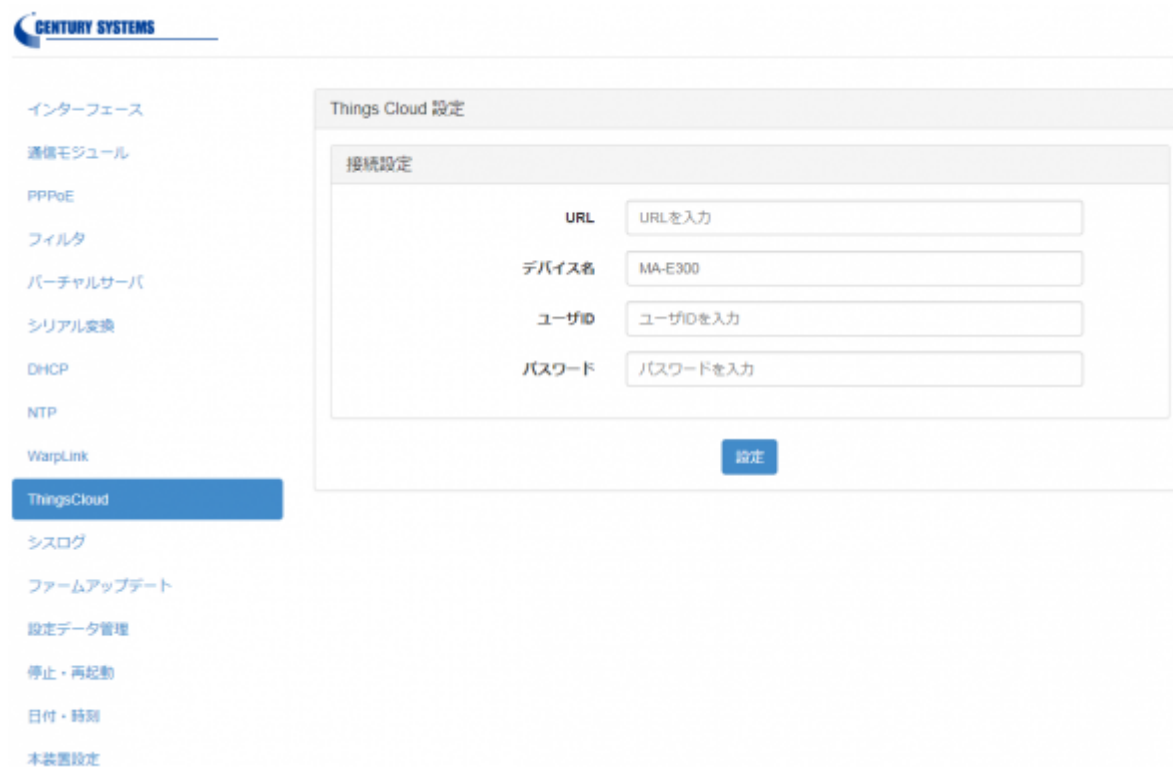 CENTURY SYSTEMS
インターフェース
通信モジュール
PPPoE
フィルタ
バーチャルサーバ
シリアル変換
DHCP
NTP
WarpLink
ThingsCloud
シスログ
ファームアップデート
設定データ管理
停止・再起動
日付・時刻
本装置設定
Things Cloud 設定
接続設定
URL URLを入力
デバイス名 MA-E300
ユーザID ユーザIDを入力
パスワード パスワードを入力
設定